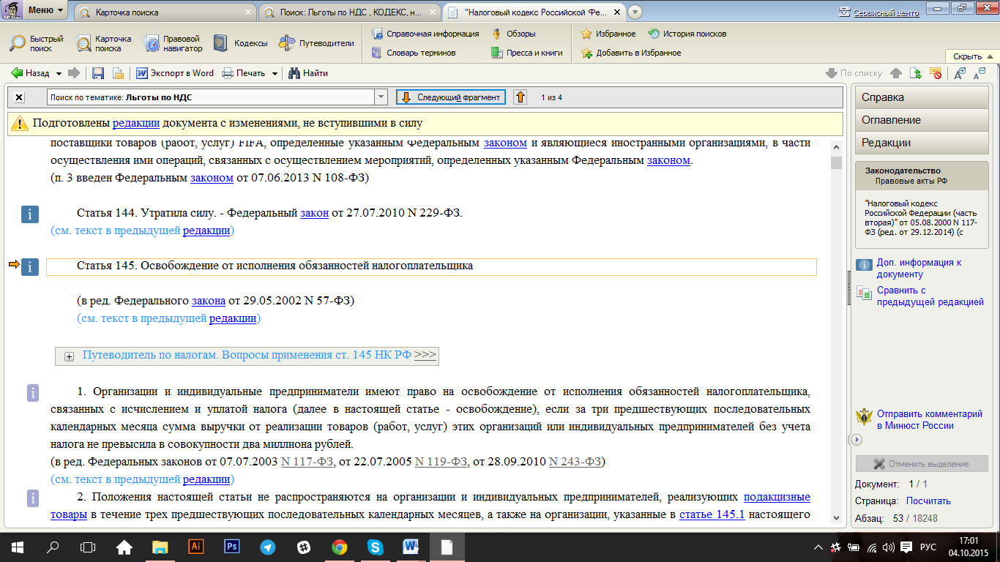 Меню
Карточка поиска
Поиск: Льготы по НДС , КОДЕКС, н...
"Налоговый кодекс Российской Фе...
Сервисный центр
Быстрый поиск
Карточка поиска
Правовой навигатор
Кодексы
Путеводители
Справочная информация
Обзоры
Избранное
История поисков
Словарь терминов
Пресса и книги
Добавить в Избранное
Скрыть
Назад
Экспорт в Word
Печать
Найти
По списку
Поиск по тематике: Льготы по НДС
Следующий фрагмент
1 из 4
Подготовлены редакции документа с изменениями, не вступившими в силу
поставщики товаров (работ, услуг) FIFA, определенные указанным Федеральным законом и являющиеся иностранными организациями, в части
осуществления ими операций, связанных с осуществлением мероприятий, определенных указанным Федеральным законом.
(п. 3 введен Федеральным законом от 07.06.2013 N 108-ФЗ)
Статья 144. Утратила силу. - Федеральный закон от 27.07.2010 N 229-ФЗ.
(см. текст в предыдущей редакции)
Статья 145. Освобождение от исполнения обязанностей налогоплательщика
(в ред. Федерального закона от 29.05.2002 N 57-ФЗ)
(см. текст в предыдущей редакции)
Путеводитель по налогам. Вопросы применения ст. 145 НК РФ >>>
1. Организации и индивидуальные предприниматели имеют право на освобождение от исполнения обязанностей налогоплательщика,
связанных с исчислением и уплатой налога (далее в настоящей статье - освобождение), если за три предшествующих последовательных
календарных месяца сумма выручки от реализации товаров (работ, услуг) этих организаций или индивидуальных предпринимателей без учета
налога не превысила в совокупности два миллиона рублей.
(в ред. Федеральных законов от 07.07.2003 N 117-ФЗ, от 22.07.2005 N 119-ФЗ, от 28.09.2010 N 243-ФЗ)
(см. текст в предыдущей редакции)
2. Положения настоящей статьи не распространяются на организации и индивидуальных предпринимателей, реализующих подакцизные
товары в течение трех предшествующих последовательных календарных месяцев, а также на организации, указанные в статье 145.1 настоящего
Справка
Оглавление
Редакции
Законодательство
Правовые акты РФ
"Налоговый кодекс
Российской Федерации (часть
вторая)" от 05.08.2000 N 117-
ФЗ (ред. от 29.12.2014) (с
Доп. информация к
документу
Сравнить с
предыдущей редакцией
Отправить комментарий
в Минюст России
Отменить выделение
Документ: 1 / 1
Страница: Посчитать
Абзац: 53 / 18248
Ai
Ps
РУС
17:01
04.10.2015